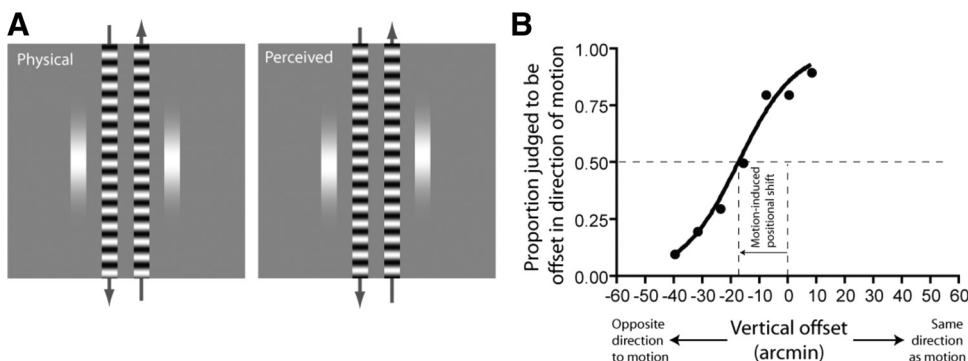 A
Physical
Perceived
B
Proportion judged to be
offset in direction of motion
1.00
0.75
0.50
0.25
0.00
Motion-induced
positional shift
-60 -50 -40 -30 -20 -10 0 10 20 30 40 50 60
Opposite
direction
to motion
Vertical offset
(arcmin)
Same
direction
as motion